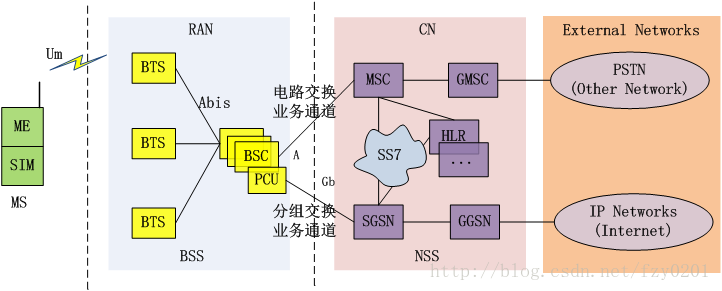 RAN
CN
External Networks
Um
BTS
MSC
GMSC
PSTN
(Other Network)
Abis
电路交换
业务通道
ME
SIM
MS
BTS
BSC
PCU
A
Gb
SS7
HLR
...
BTS
分组交换
业务通道
SGSN
GGSN
IP Networks
(Internet)
BSS
NSS
http://blog.csdn.net/fzy0201